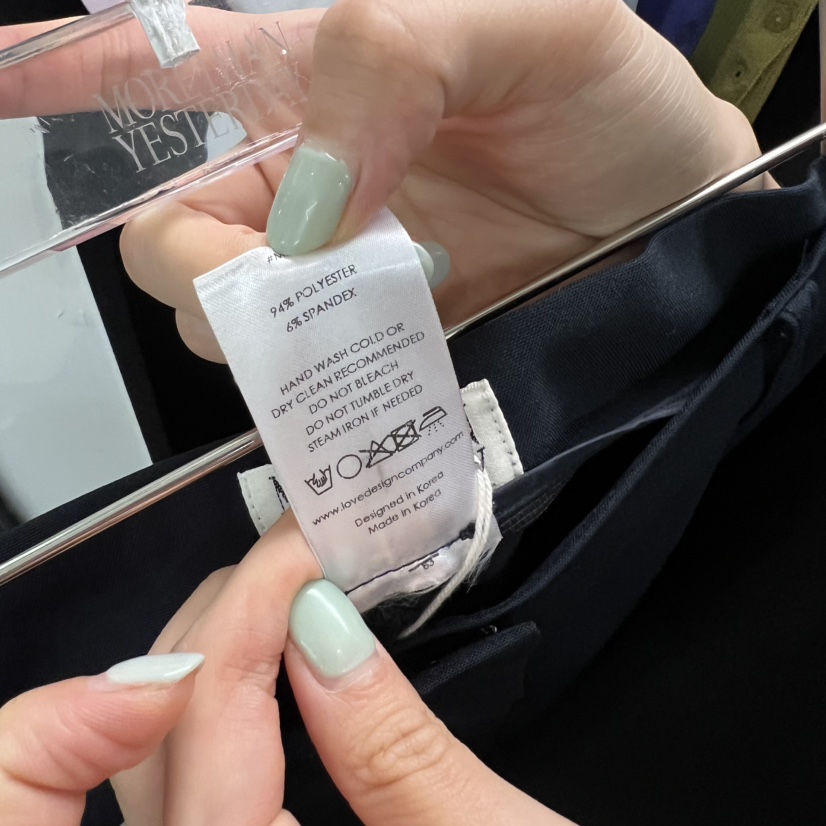 MORE THAN
YESTERDAY
94% POLYESTER
6% SPANDEX
HAND WASH COLD OR
DRY CLEAN RECOMMENDED
DO NOT BLEACH
DO NOT TUMBLE DRY
STEAM IRON IF NEEDED
www.lovedesigncompany.com
Designed in Korea
Made in Korea